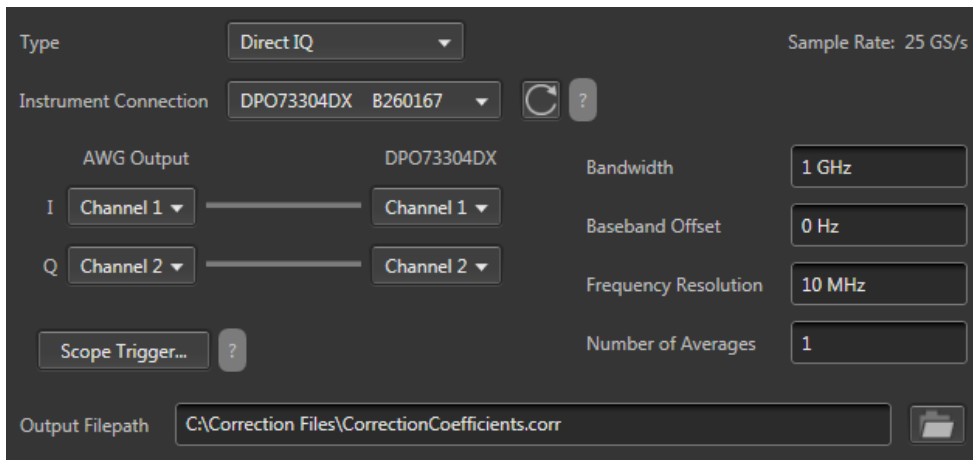 Type Direct IQ Sample Rate: 25 GS/s
Instrument Connection DPO73304DX B260167 ?
AWG Output DPO73304DX
I Channel 1 Channel 1
Q Channel 2 Channel 2
Scope Trigger... ?
Bandwidth 1 GHz
Baseband Offset 0 Hz
Frequency Resolution 10 MHz
Number of Averages 1
Output Filepath C:\Correction Files\CorrectionCoefficients.corr